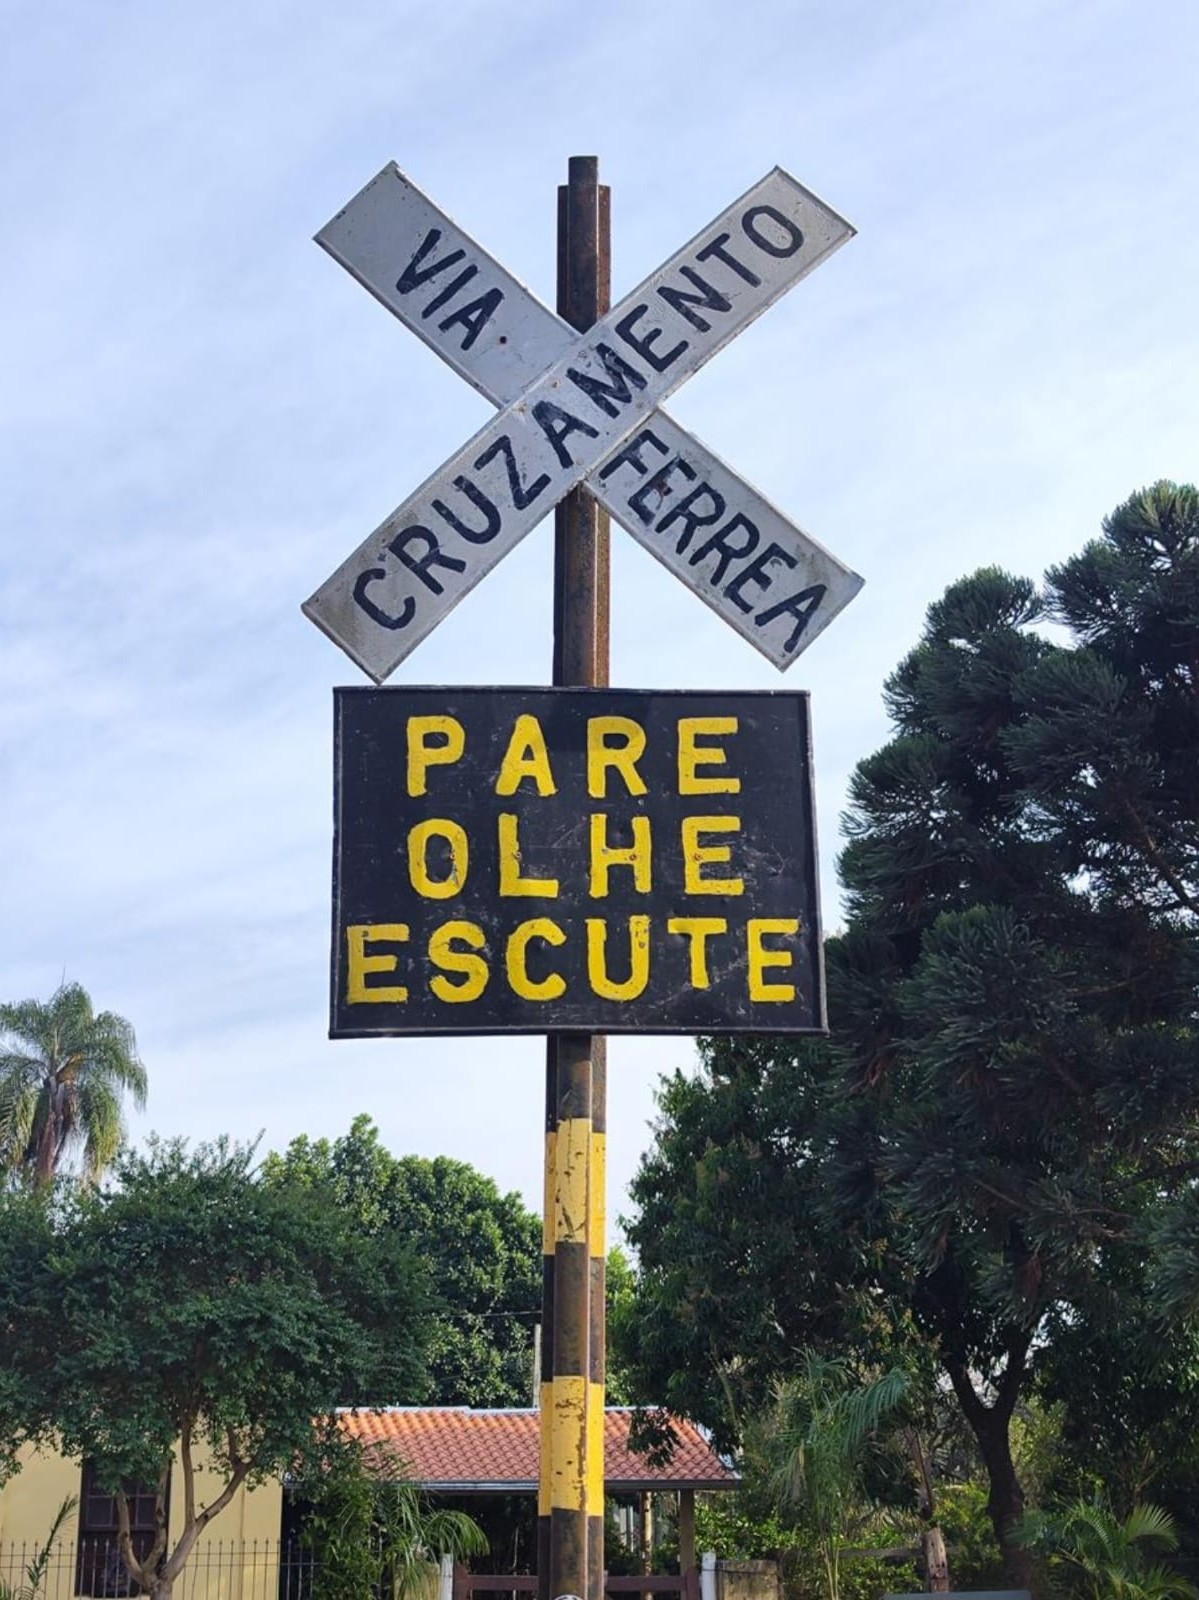 VIA FERREA
CRUZAMENTO
PARE
OLHE
ESCUTE